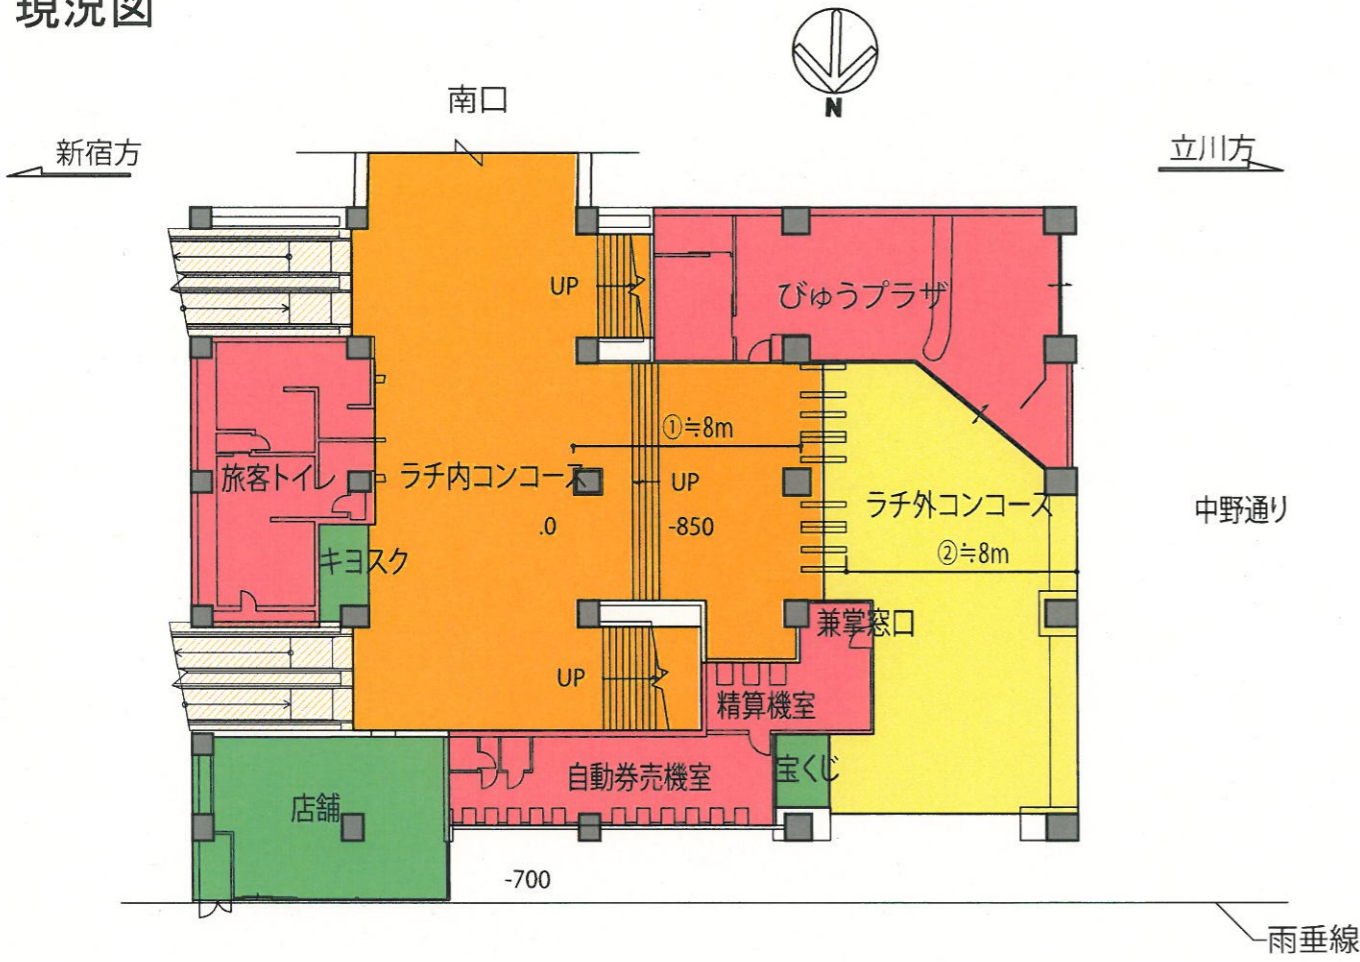 現況図
N
南口
新宿方
立川方
UP
びゅうプラザ
①≒8m
旅客トイレ
ラチ内コンコース
UP
ラチ外コンコース
中野通り
.0
-850
②≒8m
キヨスク
兼掌窓口
UP
精算機室
自動券売機室
宝くじ
店舗
-700
雨垂線